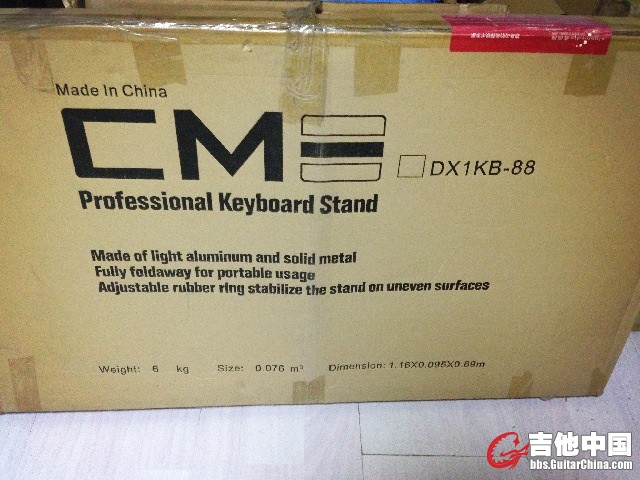 Made In China
CME
DX1KB-88
Professional Keyboard Stand
Made of light aluminum and solid metal
Fully foldaway for portable usage
Adjustable rubber ring stabilize the stand on uneven surfaces
Weight: 6 kg Size: 0.076 m³ Dimension: 1.16X0.095X0.69m
吉他中国
bbs.GuitarChina.com